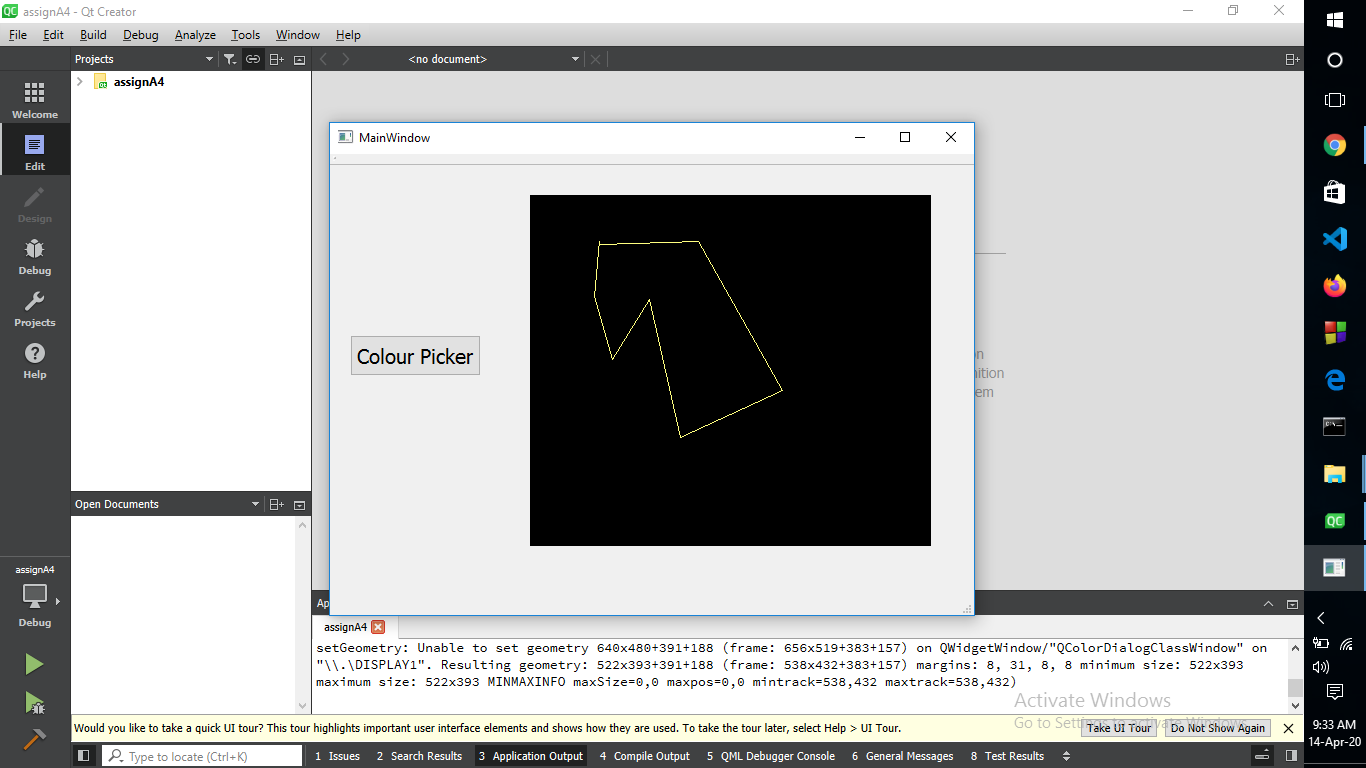 assignA4 - Qt Creator
File Edit Build Debug Analyze Tools Window Help
Projects
<no document>
assignA4
Welcome
Edit
Design
Debug
Projects
Help
MainWindow
Colour Picker
on
nition
em
Open Documents
assignA4
Debug
Ap
assignA4
setGeometry: Unable to set geometry 640x480+391+188 (frame: 656x519+383+157) on QWidgetWindow/"QColorDialogClassWindow" on
"\\.\DISPLAY1". Resulting geometry: 522x393+391+188 (frame: 538x432+383+157) margins: 8, 31, 8, 8 minimum size: 522x393
maximum size: 522x393 MINMAXINFO maxSize=0,0 maxpos=0,0 mintrack=538,432 maxtrack=538,432)
Activate Windows
Go to Settings to activate Windows.
Would you like to take a quick UI tour? This tour highlights important user interface elements and shows how they are used. To take the tour later, select Help > UI Tour.
Take UI Tour
Do Not Show Again
Type to locate (Ctrl+K)
1 Issues 2 Search Results 3 Application Output 4 Compile Output 5 QML Debugger Console 6 General Messages 8 Test Results
9:33 AM
14-Apr-20